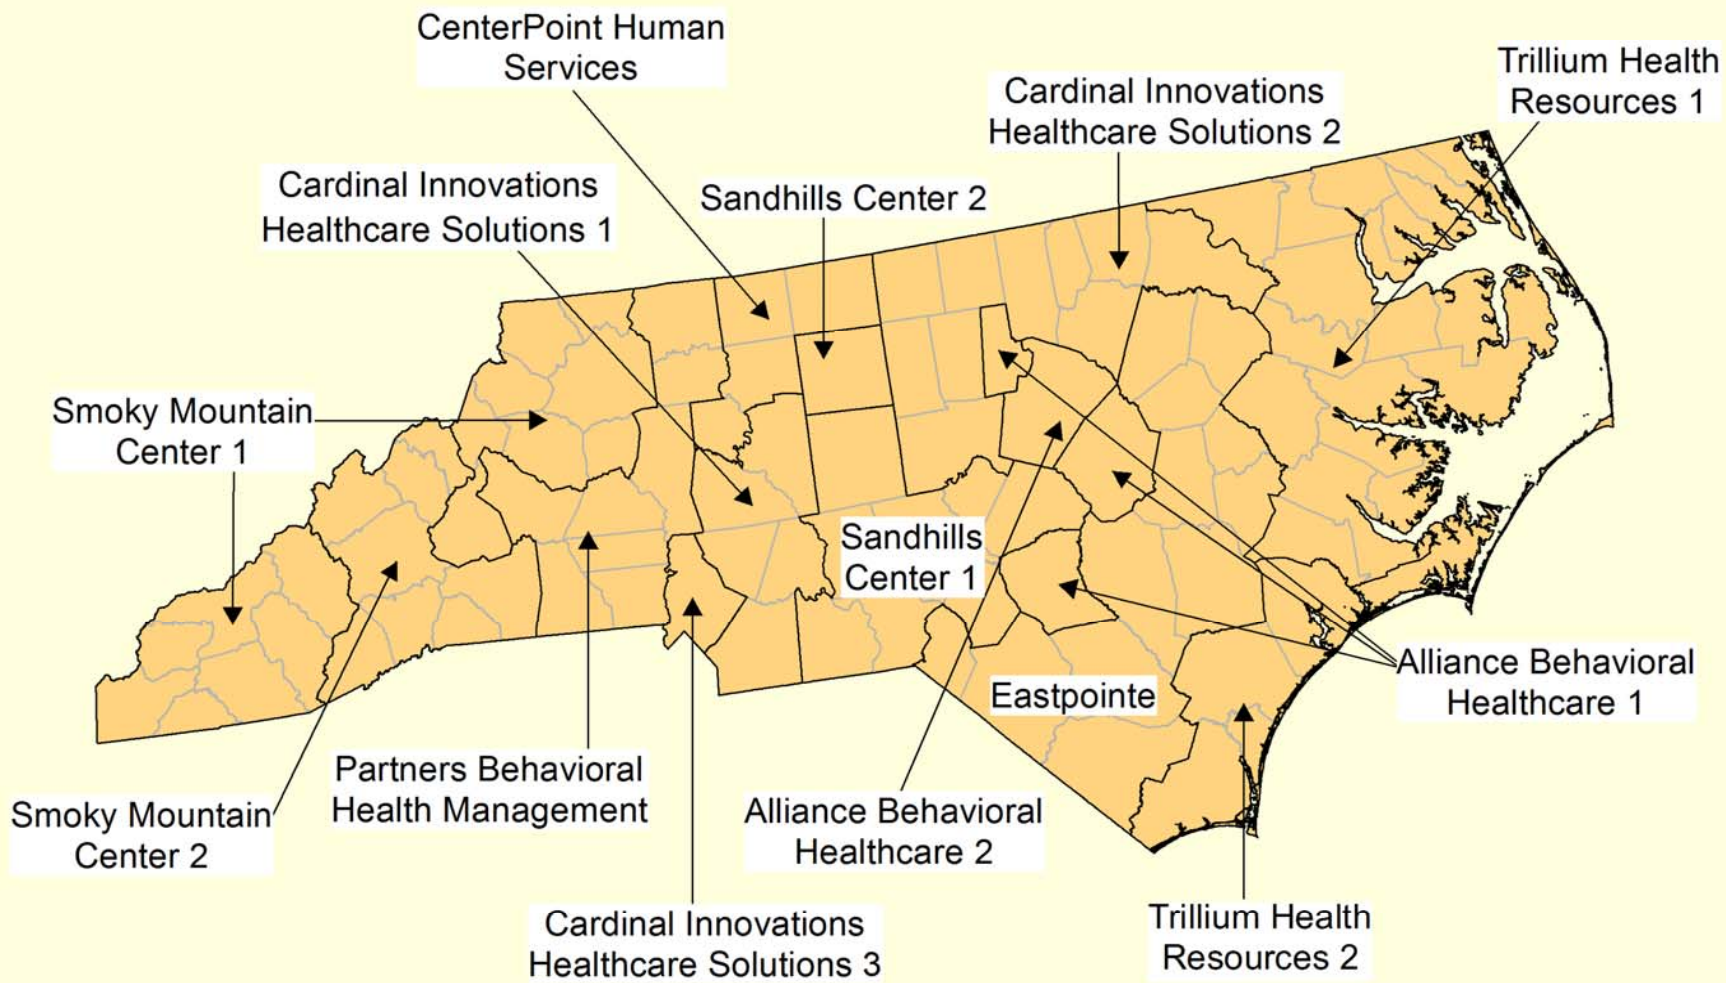 CenterPoint Human
Services
Trillium Health
Resources 1
Cardinal Innovations
Healthcare Solutions 2
Cardinal Innovations
Healthcare Solutions 1
Sandhills Center 2
Smoky Mountain
Center 1
Sandhills
Center 1
Alliance Behavioral
Healthcare 1
Eastpointe
Partners Behavioral
Health Management
Smoky Mountain
Center 2
Alliance Behavioral
Healthcare 2
Cardinal Innovations
Healthcare Solutions 3
Trillium Health
Resources 2